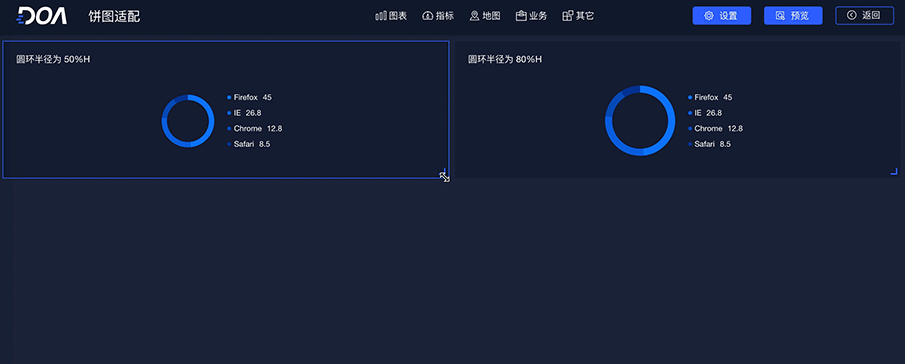 DOA 饼图适配 图表 指标 地图 业务 其它 设置 预览 返回
圆环半径为 50%H
Firefox 45
IE 26.8
Chrome 12.8
Safari 8.5
圆环半径为 80%H
Firefox 45
IE 26.8
Chrome 12.8
Safari 8.5